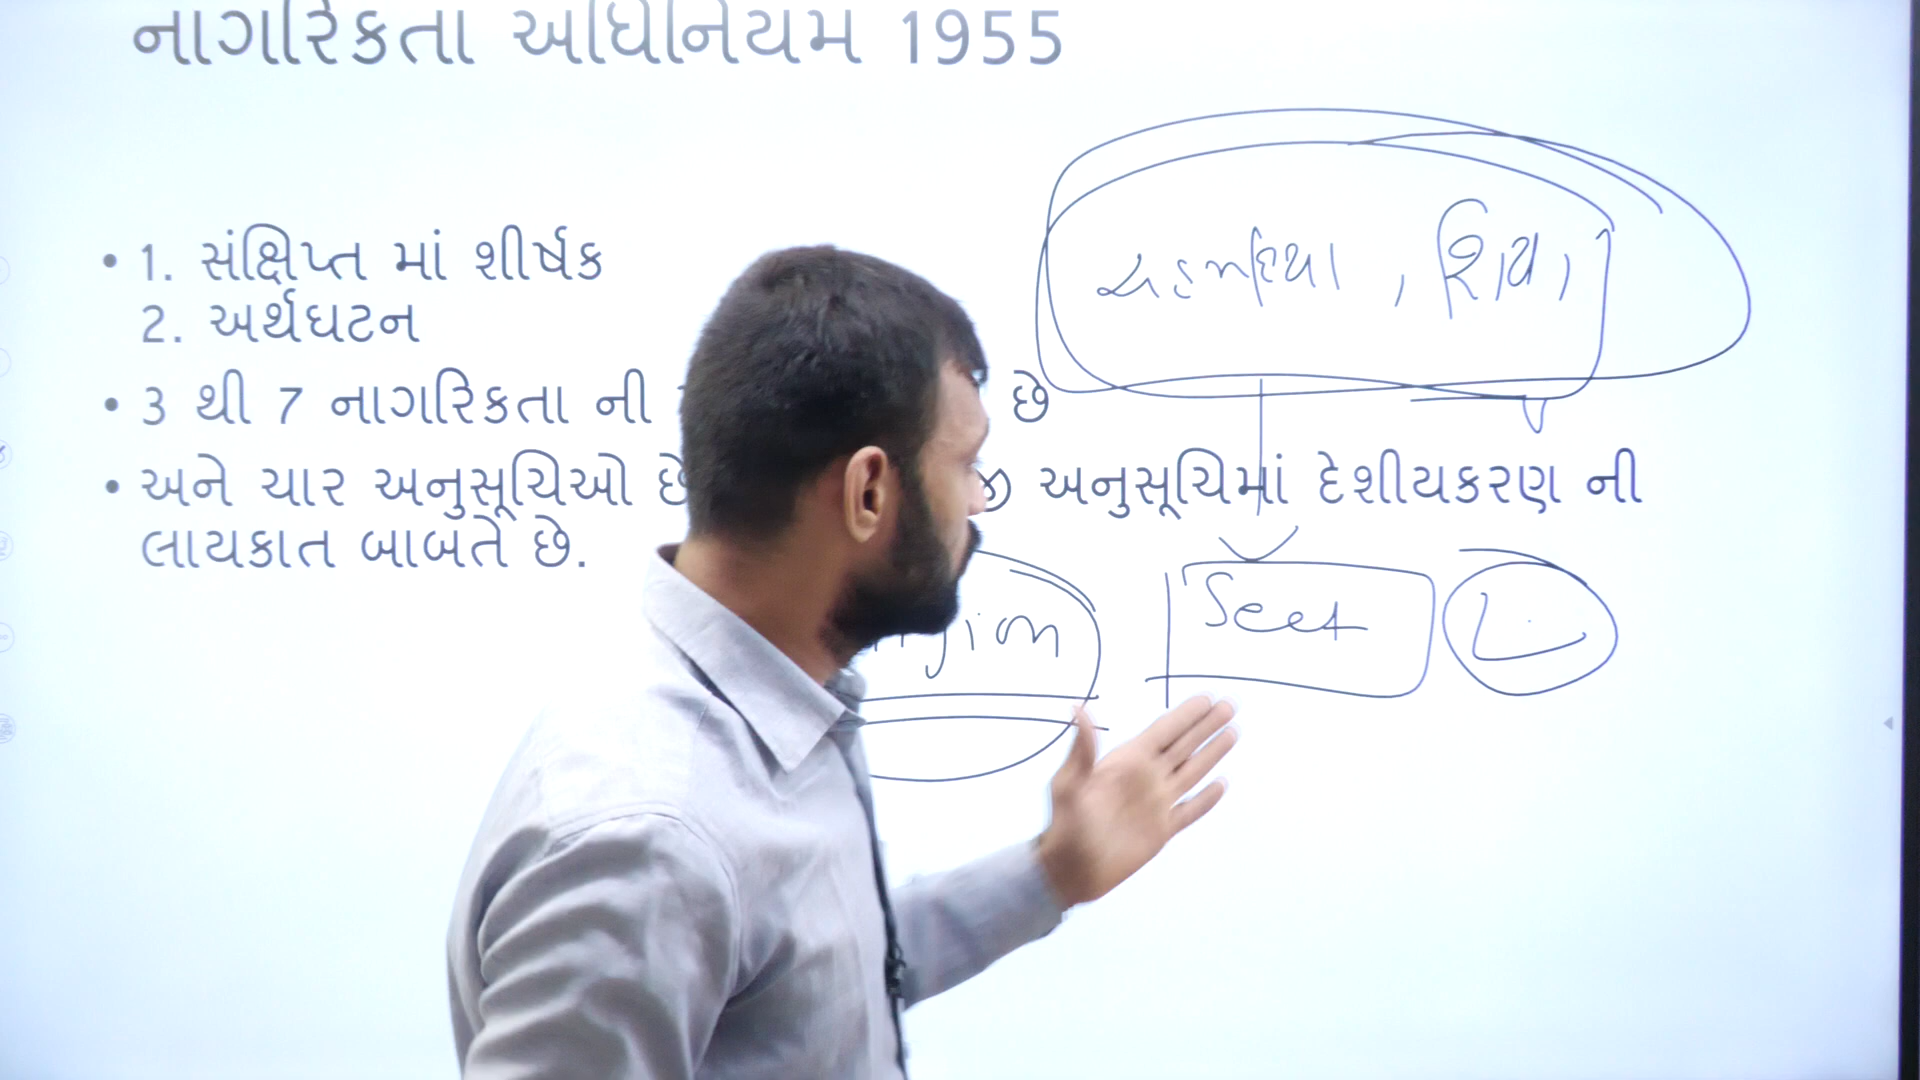 નાગરિકતા અધિનિયમ 1955
• 1. સંક્ષિપ્ત માં શીર્ષક
2. અર્થઘટન
• 3 થી 7 નાગરિકતા ની છે
• અને ચાર અનુસૂચિઓ છે અનુસૂચિમાં દેશીયકરણ ની
લાયકાત બાબતે છે.
Sect